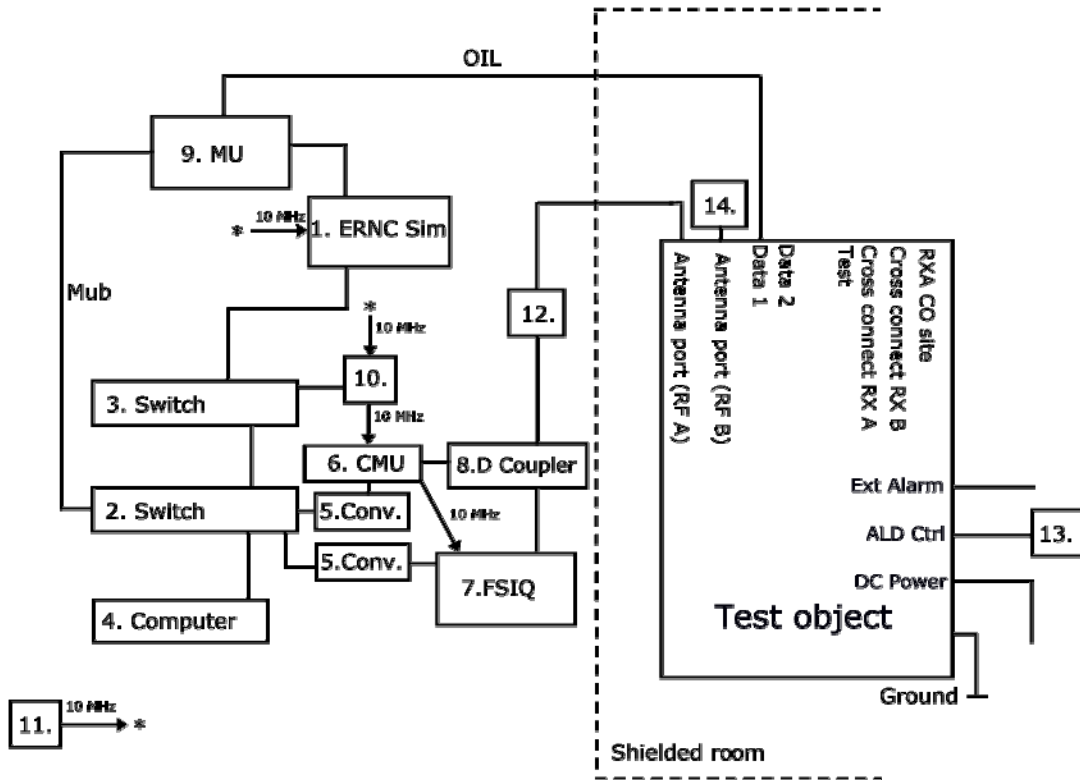 OIL
9. MU
10 MHz
*
1. ERNC Sim
14.
Mub
*
10 MHz
12.
10.
3. Switch
10 MHz
6. CMU
8.D Coupler
2. Switch
5.Conv.
10 MHz
5.Conv.
7.FSIQ
4. Computer
11.
10 MHz
*
Antenna port (RF A)
Antenna port (RF B)
Data 1
Data 2
Test
Cross connect RX A
Cross connect RX B
RXA CO site
Ext Alarm
ALD Ctrl
13.
DC Power
Test object
Ground
Shielded room